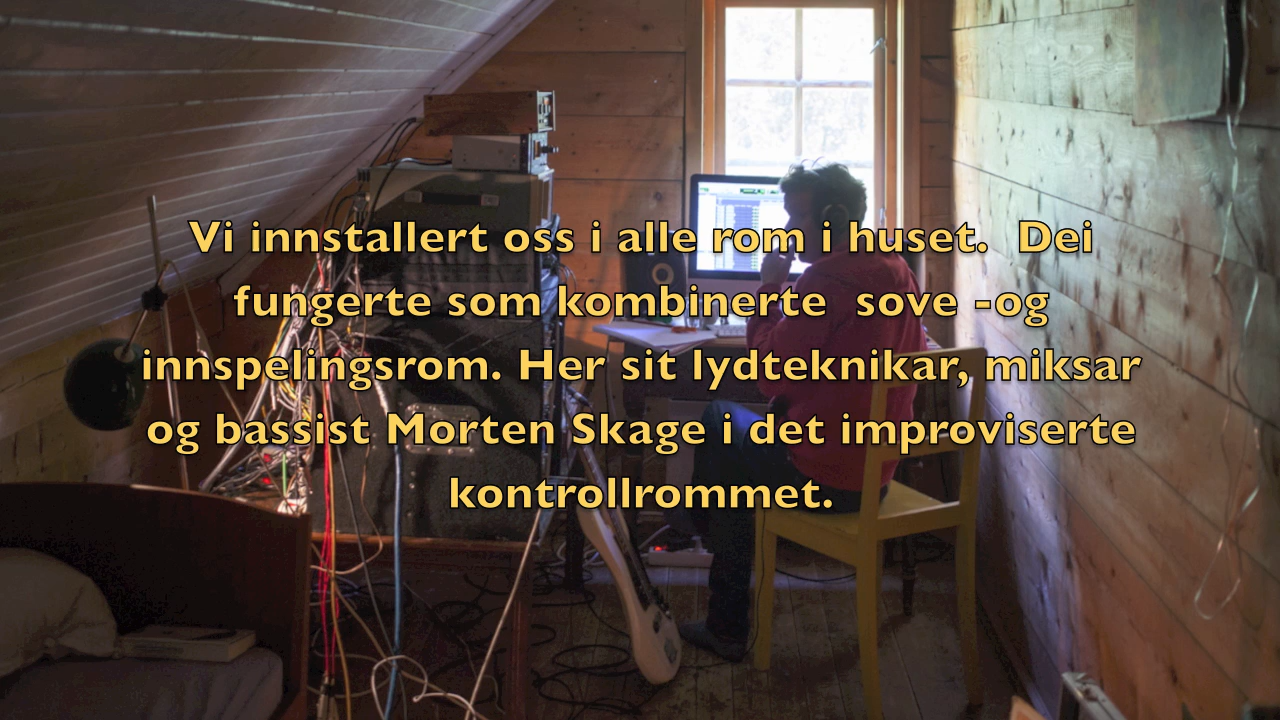 Vi innstallert oss i alle rom i huset.  Dei
fungerte som kombinerte  sove -og
innspelingsrom. Her sit lydteknikar, miksar
og bassist Morten Skage i det improviserte
kontrollrommet.